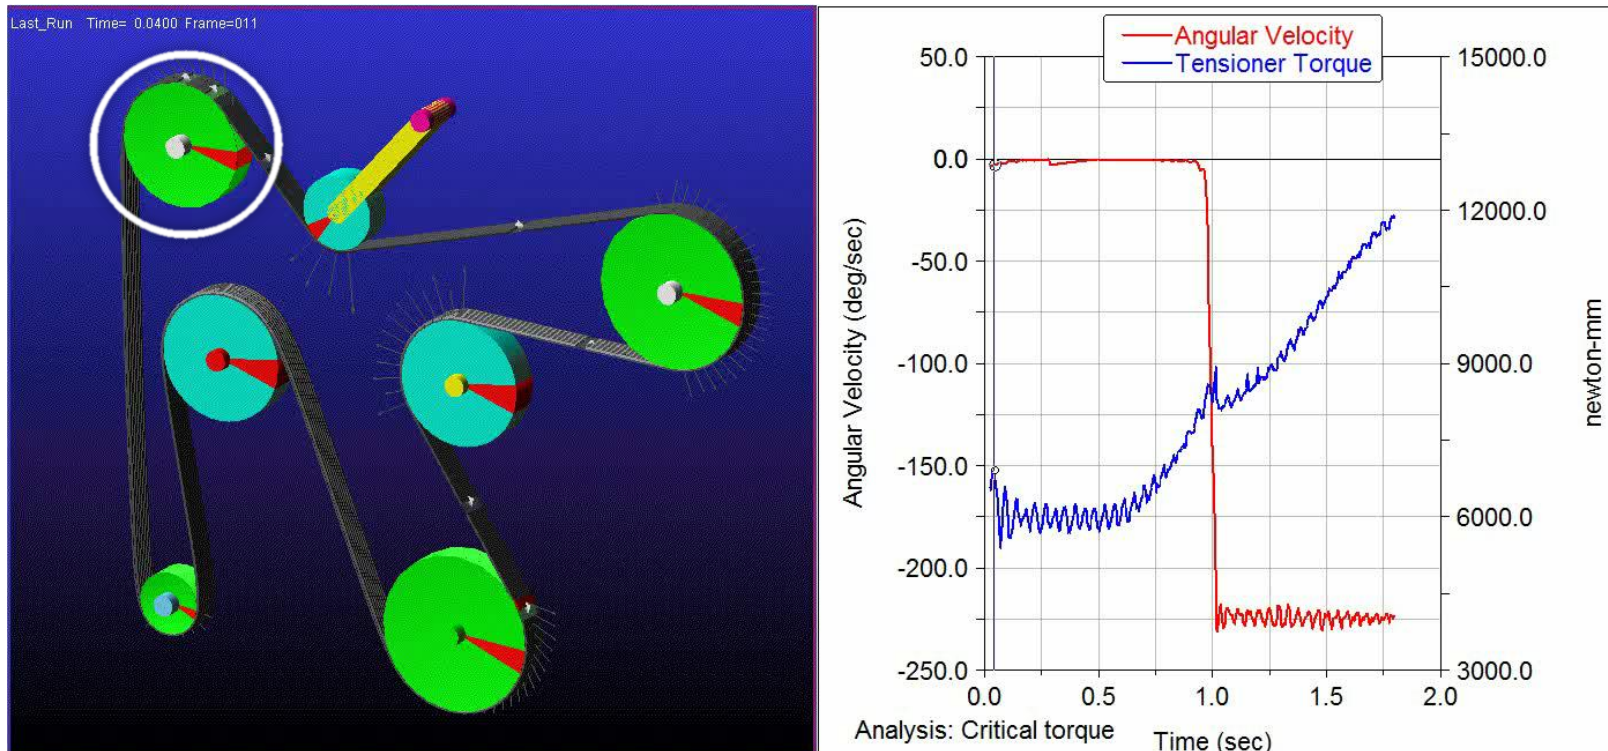 Last_Run Time= 0.0400 Frame=011
Angular Velocity
Tensioner Torque
50.0
0.0
-50.0
-100.0
-150.0
-200.0
-250.0
Angular Velocity (deg/sec)
15000.0
12000.0
9000.0
6000.0
3000.0
newton-mm
0.0 0.5 1.0 1.5 2.0
Analysis: Critical torque
Time (sec)